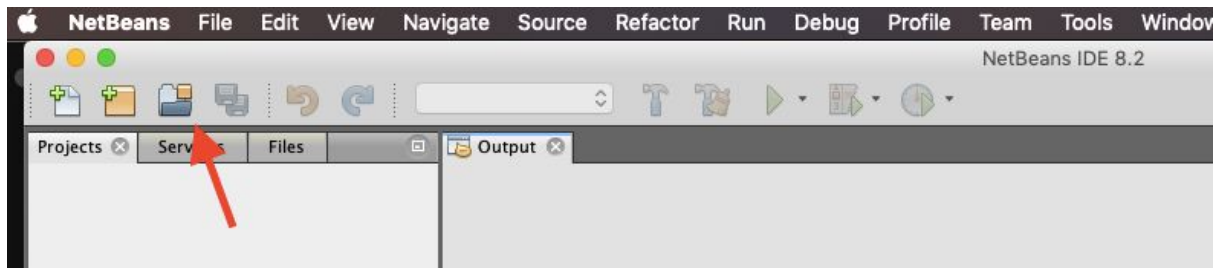 NetBeans File Edit View Navigate Source Refactor Run Debug Profile Team Tools
NetBeans IDE 8.2
Projects Files Output